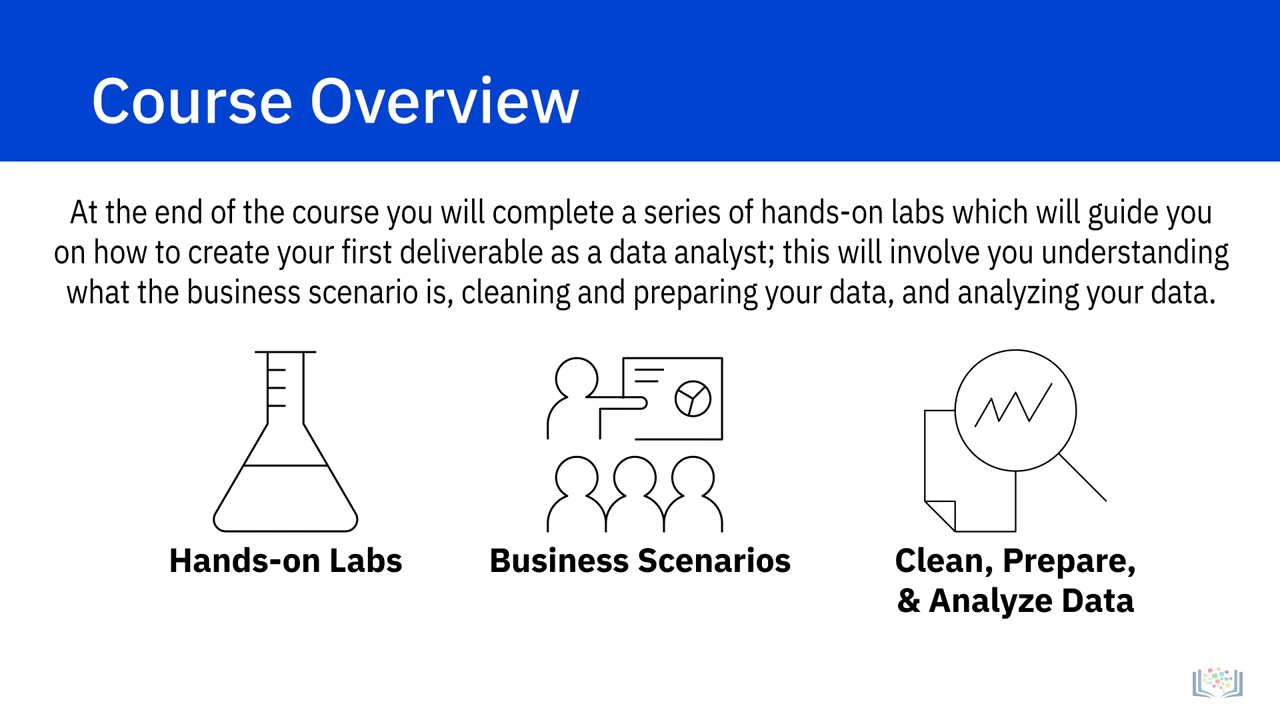 Course Overview
At the end of the course you will complete a series of hands-on labs which will guide you
on how to create your first deliverable as a data analyst; this will involve you understanding
what the business scenario is, cleaning and preparing your data, and analyzing your data.
Hands-on Labs
Business Scenarios
Clean, Prepare,
& Analyze Data